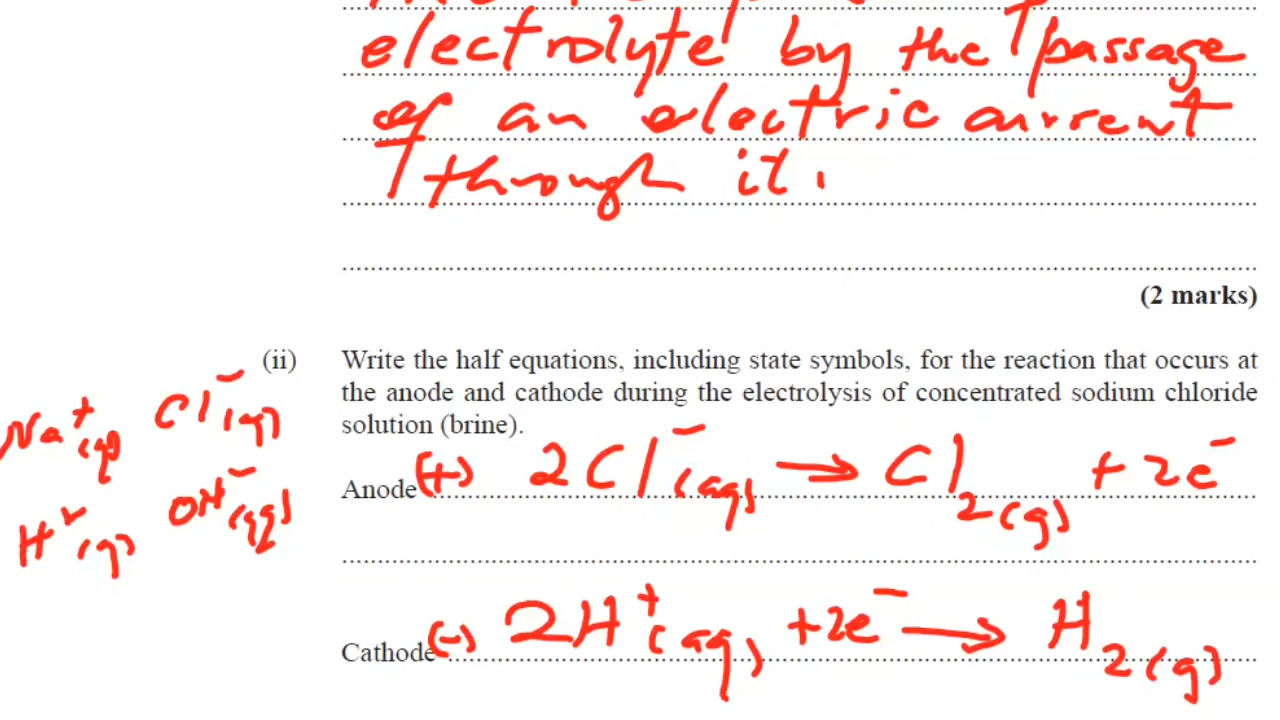 electrolyte by the passage
of an electric current
through it.
(2 marks)
(ii) Write the half equations, including state symbols, for the reaction that occurs at
the anode and cathode during the electrolysis of concentrated sodium chloride
solution (brine).
Na⁺(aq) Cl⁻(aq)
H⁺(aq) OH⁻(aq)
Anode (+) 2Cl⁻(aq) → Cl₂(g) + 2e⁻
Cathode (-) 2H⁺(aq) + 2e⁻ → H₂(g)